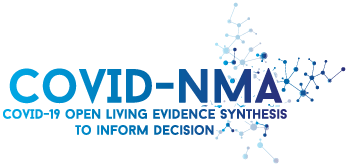 COVID-NMA
COVID-19 OPEN LIVING EVIDENCE SYNTHESIS
TO INFORM DECISION